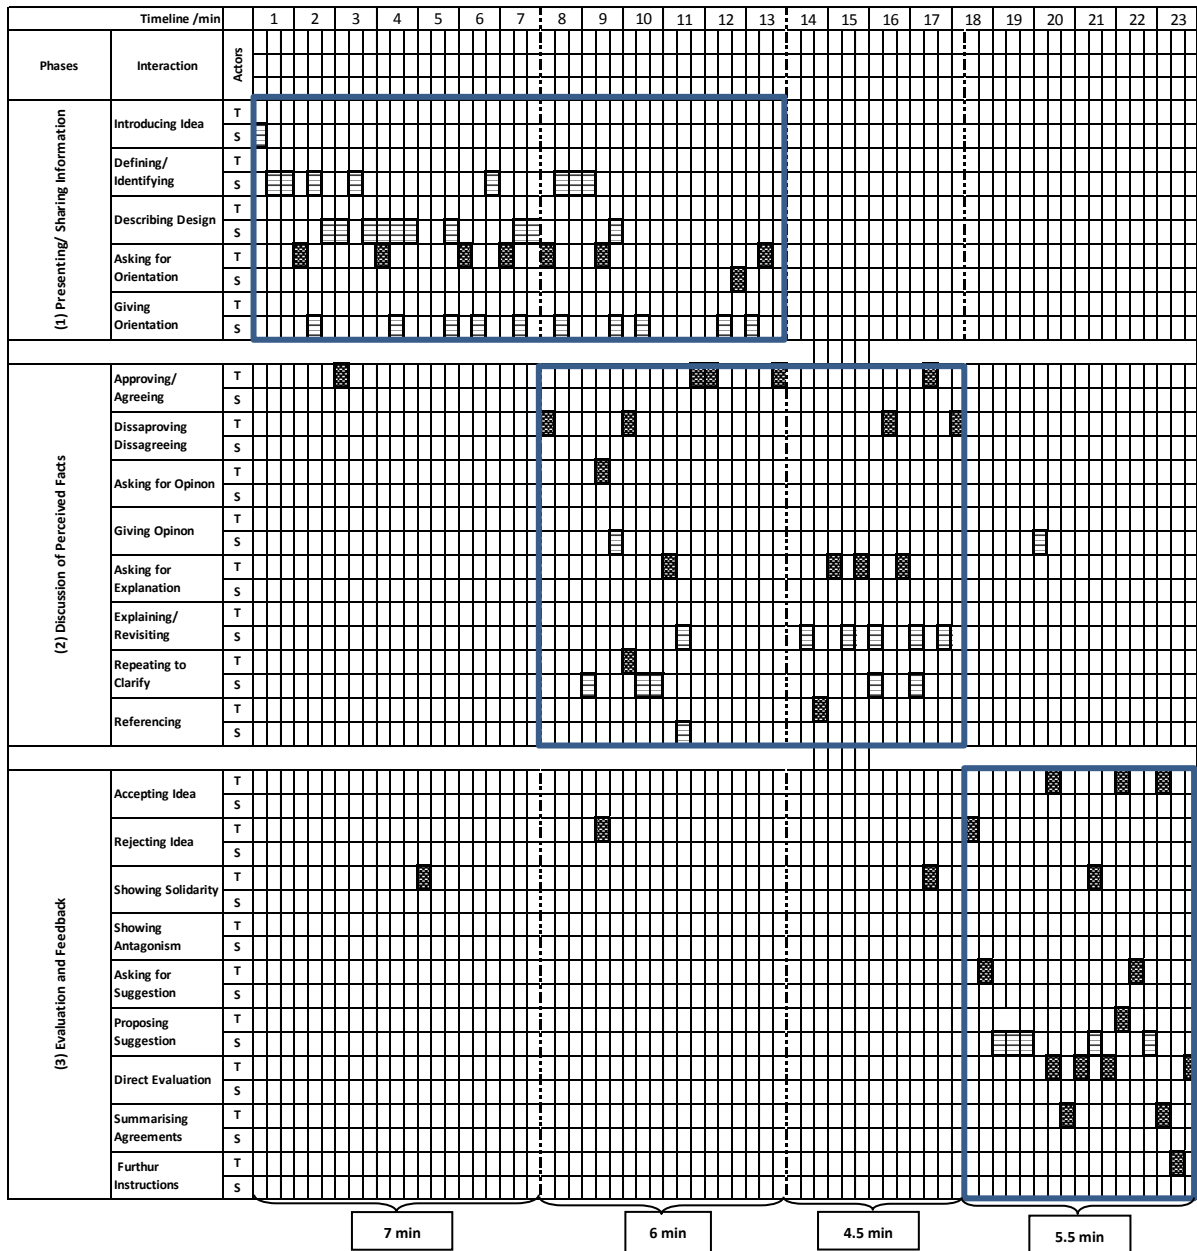 Timeline /min 1 2 3 4 5 6 7 8 9 10 11 12 13 14 15 16 17 18 19 20 21 22 23
Phases Interaction Actors
(1) Presenting/ Sharing Information
Introducing Idea
T
S
Defining/
Identifying
T
S
Describing Design
T
S
Asking for
Orientation
T
S
Giving
Orientation
T
S
(2) Discussion of Perceived Facts
Approving/
Agreeing
T
S
Dissaproving
Dissagreeing
T
S
Asking for Opinon
T
S
Giving Opinon
T
S
Asking for
Explanation
T
S
Explaining/
Revisiting
T
S
Repeating to
Clarify
T
S
Referencing
T
S
(3) Evaluation and Feedback
Accepting Idea
T
S
Rejecting Idea
T
S
Showing Solidarity
T
S
Showing
Antagonism
T
S
Asking for
Suggestion
T
S
Proposing
Suggestion
T
S
Direct Evaluation
T
S
Summarising
Agreements
T
S
Furthur
Instructions
T
S
7 min 6 min 4.5 min 5.5 min